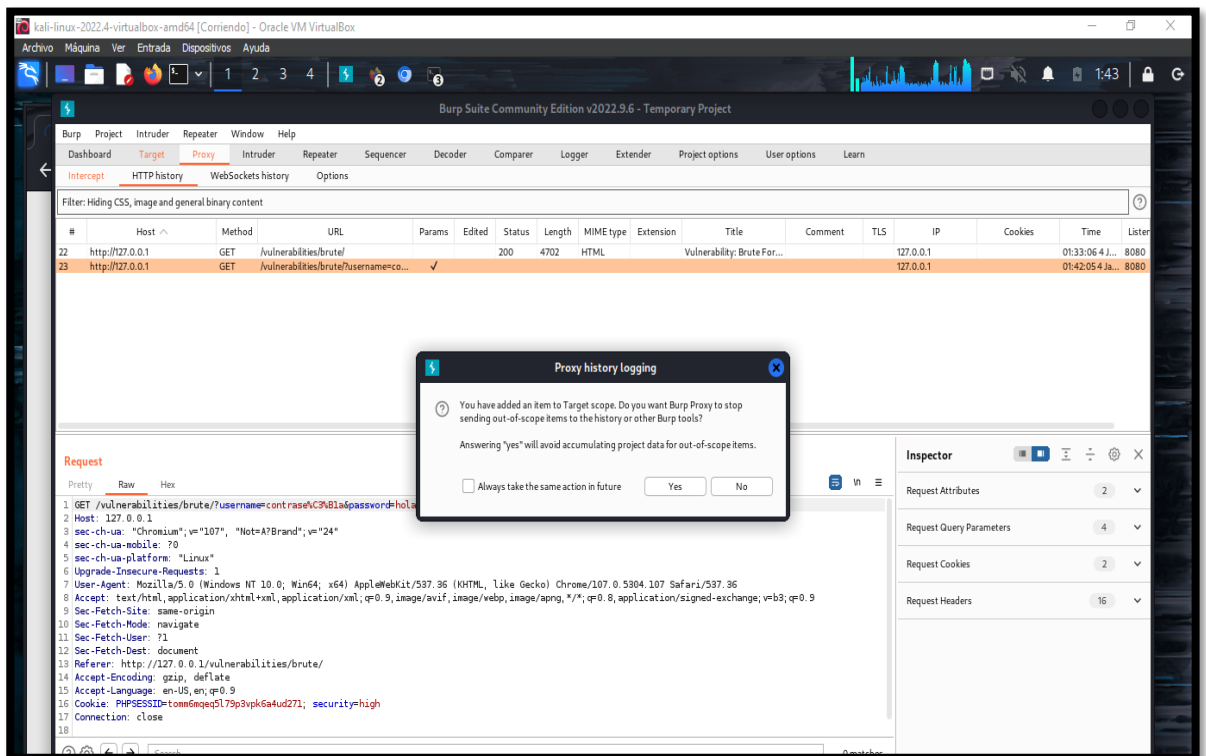 kali-linux-2022.4-virtualbox-amd64 [Corriendo] - Oracle VM VirtualBox
Archivo Máquina Ver Entrada Dispositivos Ayuda
1 2 3 4 2 3 1:43
Burp Suite Community Edition v2022.9.6 - Temporary Project
Burp Project Intruder Repeater Window Help
Dashboard Target Proxy Intruder Repeater Sequencer Decoder Comparer Logger Extender Project options User options Learn
Intercept HTTP history WebSockets history Options
Filter: Hiding CSS, image and general binary content
# Host Method URL Params Edited Status Length MIME type Extension Title Comment TLS IP Cookies Time Lister
22 http://127.0.0.1 GET /vulnerabilities/brute/ 200 4702 HTML Vulnerability: Brute For... 127.0.0.1 01:33:06 4 J... 8080
23 http://127.0.0.1 GET /vulnerabilities/brute/?username=co... ✓ 127.0.0.1 01:42:05 4 Ja... 8080
Proxy history logging
You have added an item to Target scope. Do you want Burp Proxy to stop
sending out-of-scope items to the history or other Burp tools?
Answering "yes" will avoid accumulating project data for out-of-scope items.
Always take the same action in future Yes No
Request
Pretty Raw Hex
\n
1 GET /vulnerabilities/brute/?username=contrase%C3%B1a&password=hola
2 Host: 127.0.0.1
3 sec-ch-ua: "Chromium";v="107", "Not=A?Brand";v="24"
4 sec-ch-ua-mobile: ?0
5 sec-ch-ua-platform: "Linux"
6 Upgrade-Insecure-Requests: 1
7 User-Agent: Mozilla/5.0 (Windows NT 10.0; Win64; x64) AppleWebKit/537.36 (KHTML, like Gecko) Chrome/107.0.5304.107 Safari/537.36
8 Accept: text/html,application/xhtml+xml,application/xml;q=0.9,image/avif,image/webp,image/apng,*/*;q=0.8,application/signed-exchange;v=b3;q=0.9
9 Sec-Fetch-Site: same-origin
10 Sec-Fetch-Mode: navigate
11 Sec-Fetch-User: ?1
12 Sec-Fetch-Dest: document
13 Referer: http://127.0.0.1/vulnerabilities/brute/
14 Accept-Encoding: gzip, deflate
15 Accept-Language: en-US,en;q=0.9
16 Cookie: PHPSESSID=tomm6mqeq5l79p3vpk6a4ud271; security=high
17 Connection: close
18
Inspector
Request Attributes 2
Request Query Parameters 4
Request Cookies 2
Request Headers 16
Search... 0 matches